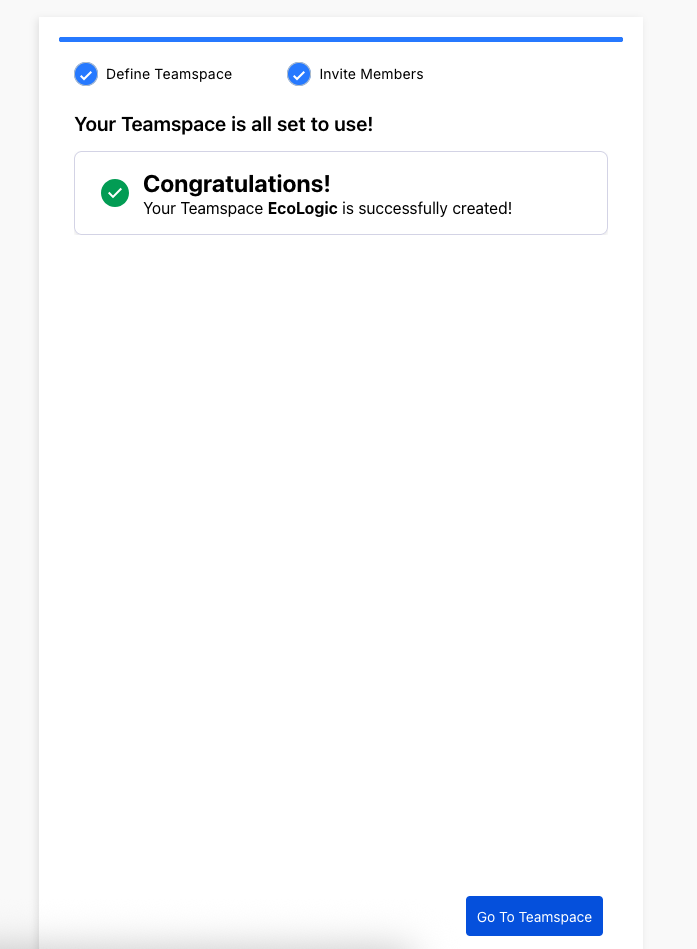 Define Teamspace
Invite Members
Your Teamspace is all set to use!
Congratulations!
Your Teamspace EcoLogic is successfully created!
Go To Teamspace